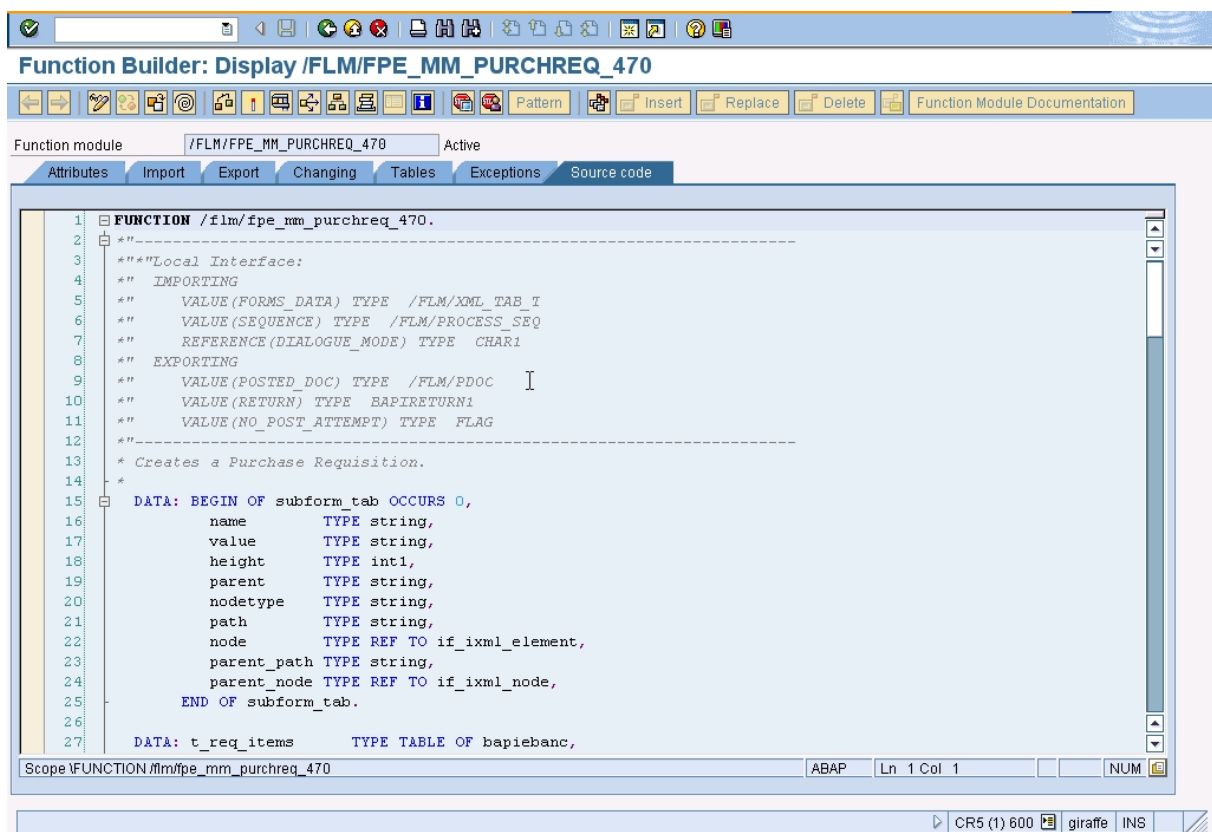 Function Builder: Display /FLM/FPE_MM_PURCHREQ_470
Pattern Insert Replace Delete Function Module Documentation
Function module /FLM/FPE_MM_PURCHREQ_470 Active
Attributes Import Export Changing Tables Exceptions Source code
1 FUNCTION /flm/fpe_mm_purchreq_470.
2 *"----------------------------------------------------------------------
3 *"*"Local Interface:
4 *"  IMPORTING
5 *"     VALUE(FORMS_DATA) TYPE  /FLM/XML_TAB_T
6 *"     VALUE(SEQUENCE) TYPE  /FLM/PROCESS_SEQ
7 *"     REFERENCE(DIALOGUE_MODE) TYPE  CHAR1
8 *"  EXPORTING
9 *"     VALUE(POSTED_DOC) TYPE  /FLM/PDOC
10 *"     VALUE(RETURN) TYPE  BAPIRETURN1
11 *"     VALUE(NO_POST_ATTEMPT) TYPE  FLAG
12 *"----------------------------------------------------------------------
13 * Creates a Purchase Requisition.
14 *
15   DATA: BEGIN OF subform_tab OCCURS 0,
16           name        TYPE string,
17           value       TYPE string,
18           height      TYPE int1,
19           parent      TYPE string,
20           nodetype    TYPE string,
21           path        TYPE string,
22           node        TYPE REF TO if_ixml_element,
23           parent_path TYPE string,
24           parent_node TYPE REF TO if_ixml_node,
25        END OF subform_tab.
26
27   DATA: t_req_items      TYPE TABLE OF bapiebanc,
Scope \FUNCTION /flm/fpe_mm_purchreq_470 ABAP Ln 1 Col 1 NUM
CR5 (1) 600 giraffe INS